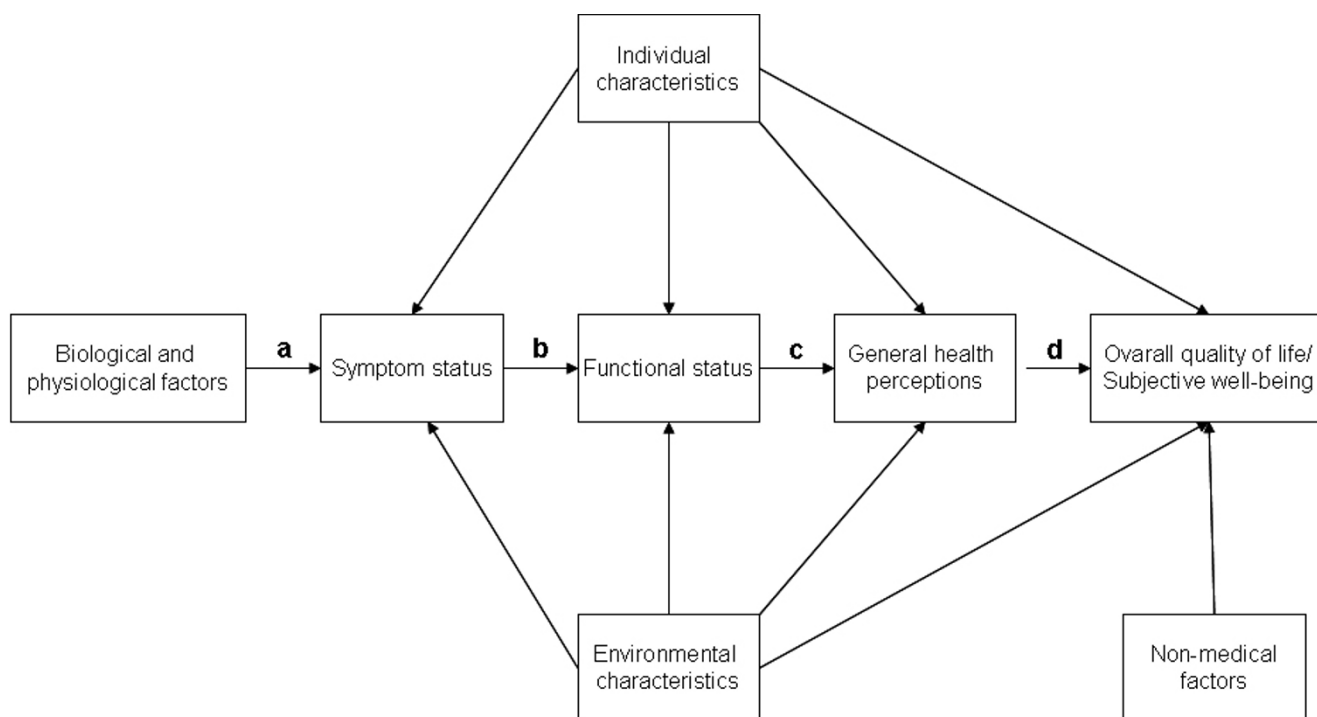 Individual
characteristics
Biological and
physiological factors
a
Symptom status
b
Functional status
c
General health
perceptions
d
Ovarall quality of life/
Subjective well-being
Environmental
characteristics
Non-medical
factors